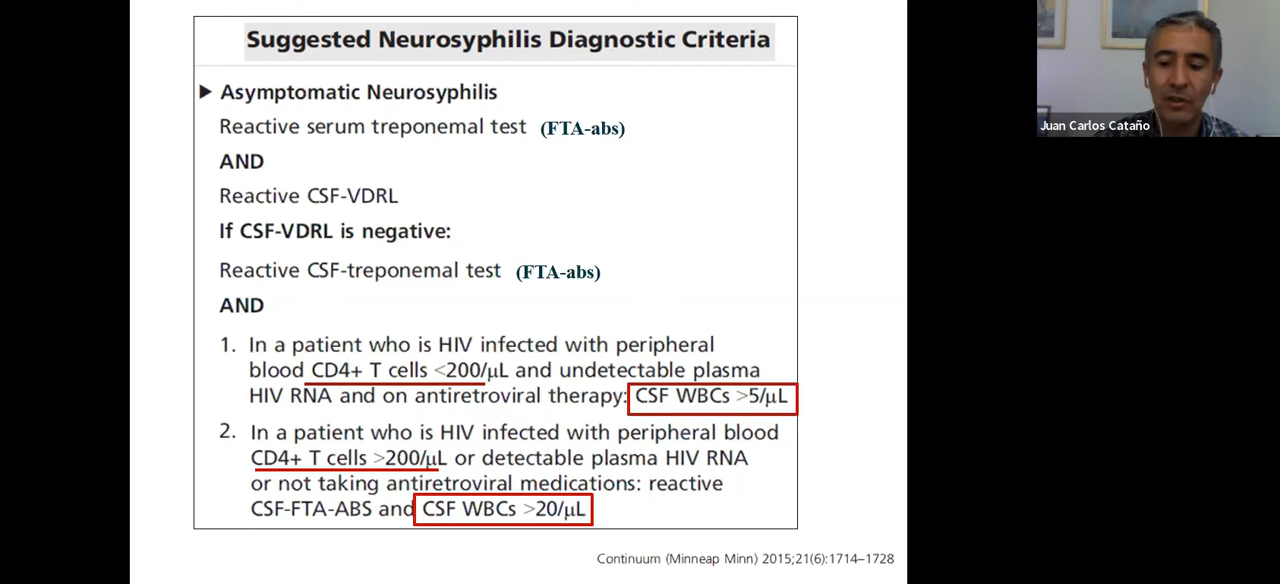 Suggested Neurosyphilis Diagnostic Criteria
▶ Asymptomatic Neurosyphilis
Reactive serum treponemal test (FTA-abs)
AND
Reactive CSF-VDRL
If CSF-VDRL is negative:
Reactive CSF-treponemal test (FTA-abs)
AND
1. In a patient who is HIV infected with peripheral
blood CD4+ T cells <200/μL and undetectable plasma
HIV RNA and on antiretroviral therapy: CSF WBCs >5/μL
2. In a patient who is HIV infected with peripheral blood
CD4+ T cells >200/μL or detectable plasma HIV RNA
or not taking antiretroviral medications: reactive
CSF-FTA-ABS and CSF WBCs >20/μL
Continuum (Minneap Minn) 2015;21(6):1714–1728
Juan Carlos Cataño